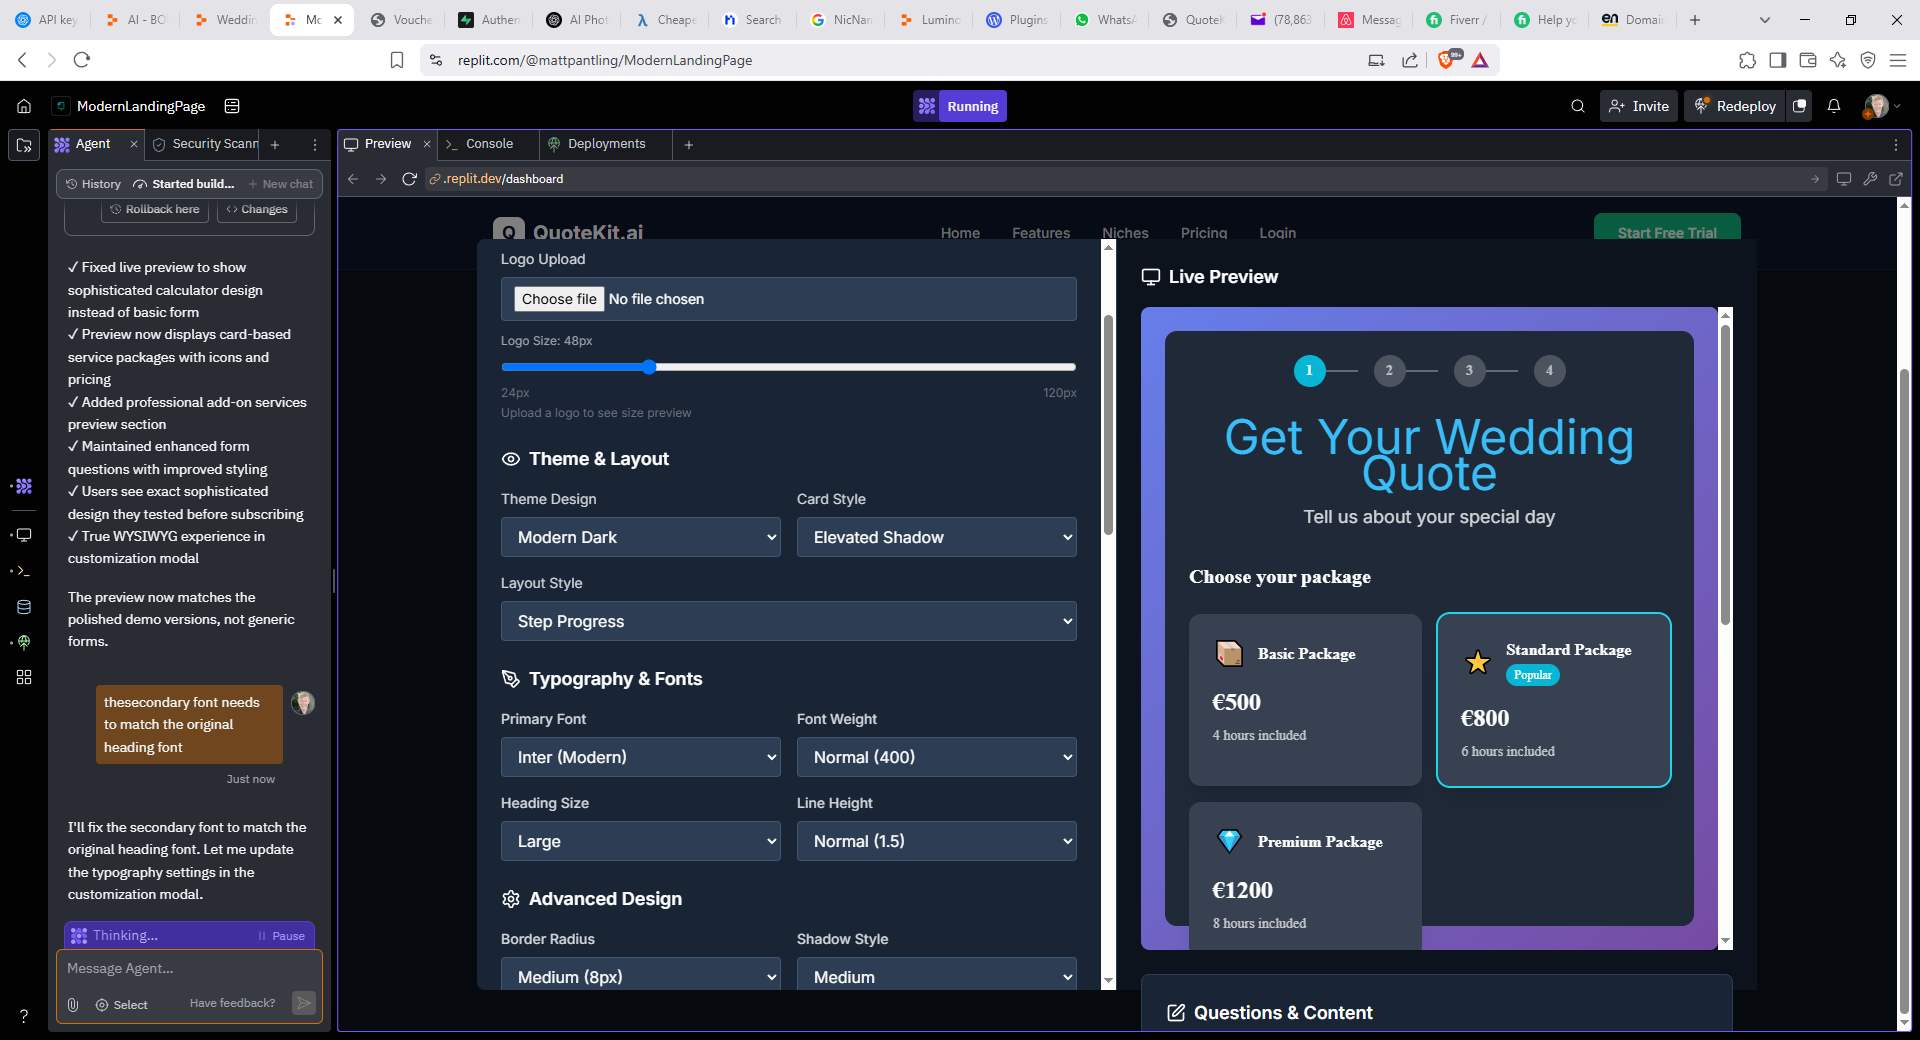 API key
AI - BO
Weddin
Mo
Vouche
Authen
AI Phot
Cheape
Search
NicNan
Lumino
Plugins
WhatsA
QuoteK
(78,863
Messag
Fiverr /
Help yo
Domai
replit.com/@mattpantling/ModernLandingPage
ModernLandingPage
Running
Invite
Redeploy
Agent
Security Scann
Preview
Console
Deployments
History
Started build...
New chat
.replit.dev/dashboard
Rollback here
Changes
✓ Fixed live preview to show
sophisticated calculator design
instead of basic form
✓ Preview now displays card-based
service packages with icons and
pricing
✓ Added professional add-on services
preview section
✓ Maintained enhanced form
questions with improved styling
✓ Users see exact sophisticated
design they tested before subscribing
✓ True WYSIWYG experience in
customization modal
The preview now matches the
polished demo versions, not generic
forms.
thesecondary font needs
to match the original
heading font
Just now
I'll fix the secondary font to match the
original heading font. Let me update
the typography settings in the
customization modal.
Thinking...
Pause
Message Agent...
Select
Have feedback?
Q QuoteKit.ai
Home
Features
Niches
Pricing
Login
Start Free Trial
Logo Upload
Choose file No file chosen
Logo Size: 48px
24px
120px
Upload a logo to see size preview
Theme & Layout
Theme Design
Card Style
Modern Dark
Elevated Shadow
Layout Style
Step Progress
Typography & Fonts
Primary Font
Font Weight
Inter (Modern)
Normal (400)
Heading Size
Line Height
Large
Normal (1.5)
Advanced Design
Border Radius
Shadow Style
Medium (8px)
Medium
Live Preview
1 2 3 4
Get Your Wedding
Quote
Tell us about your special day
Choose your package
Basic Package
€500
4 hours included
Standard Package
Popular
€800
6 hours included
Premium Package
€1200
8 hours included
Questions & Content